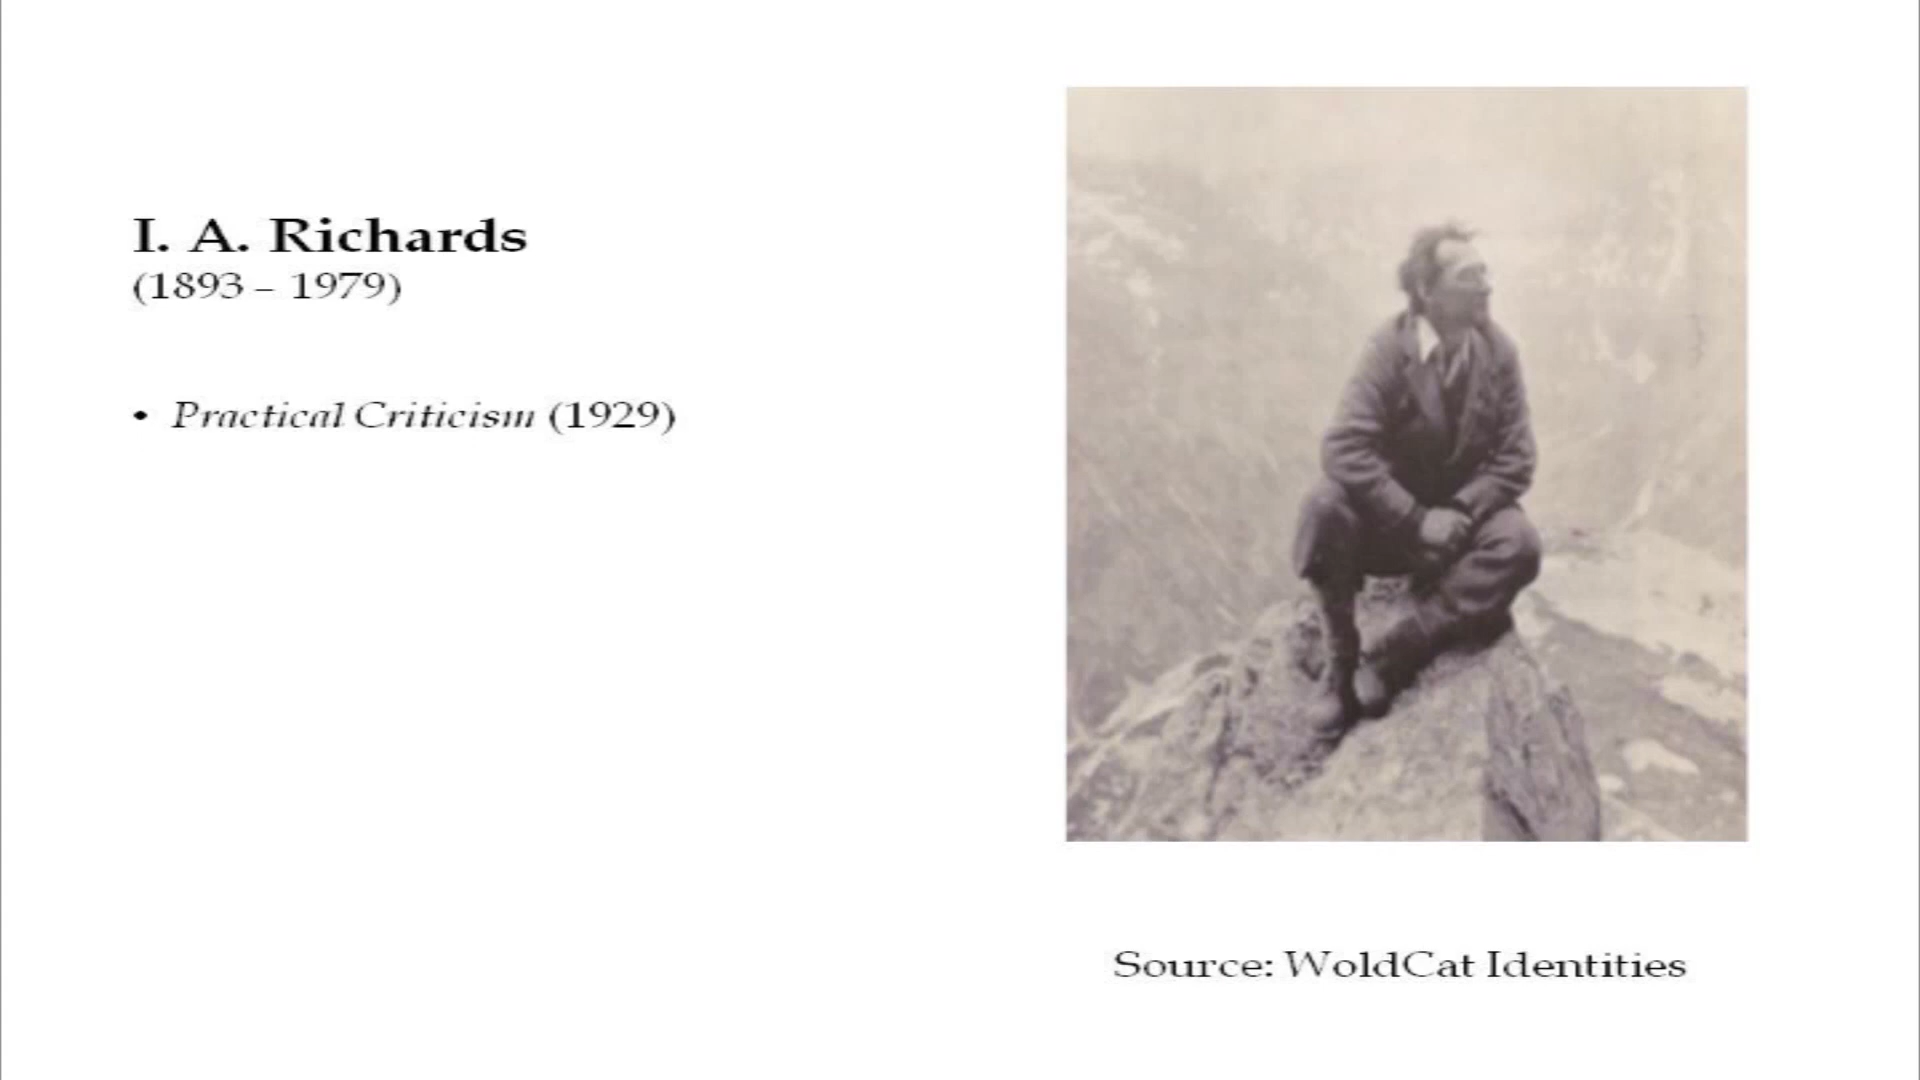 I. A. Richards
(1893 – 1979)
• Practical Criticism (1929)
Source: WoldCat Identities